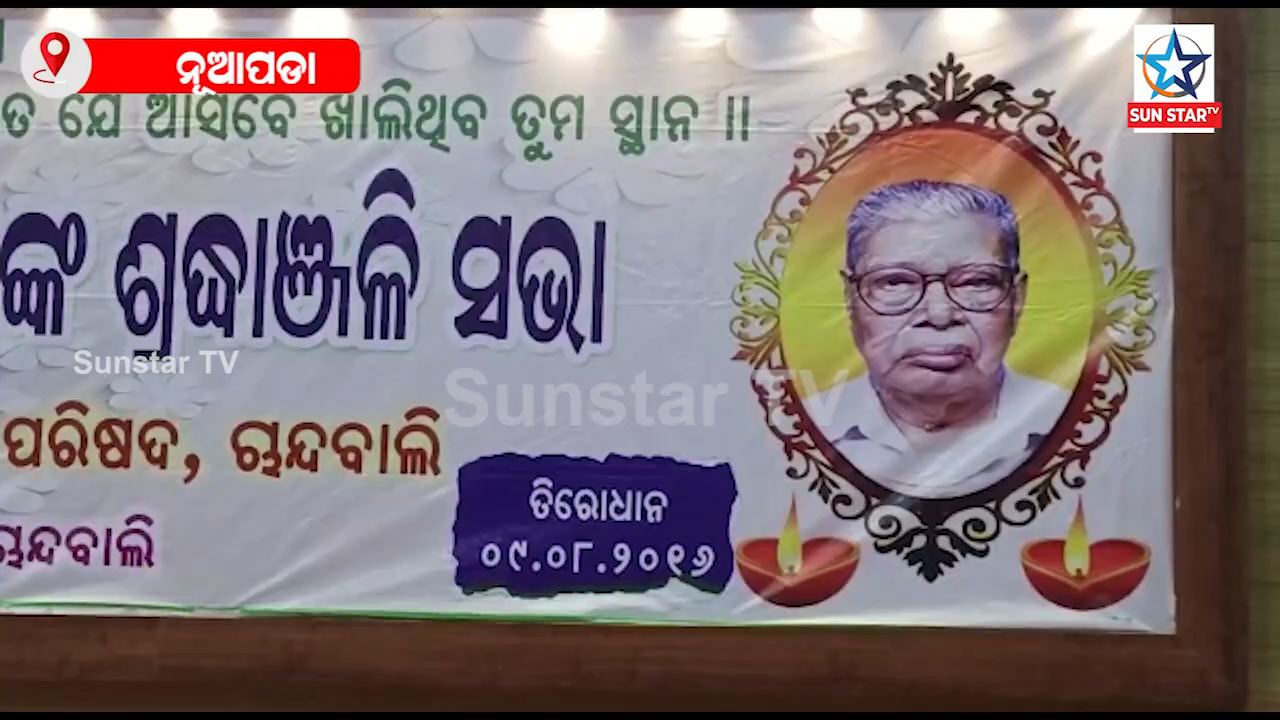 ନୂଆପଡା
SUN STAR TV
ତ ଯେ ଆସିବେ ଖାଲିଥିବ ତୁମ ସ୍ଥାନ ॥
ଙ୍କ ଶ୍ରଦ୍ଧାଞ୍ଜଳି ସଭା
Sunstar TV
Sunstar TV
ପରିଷଦ, ଚାନ୍ଦବାଲି
ଚାନ୍ଦବାଲି
ତିରୋଧାନ
୦୯.୦୮.୨୦୧୬